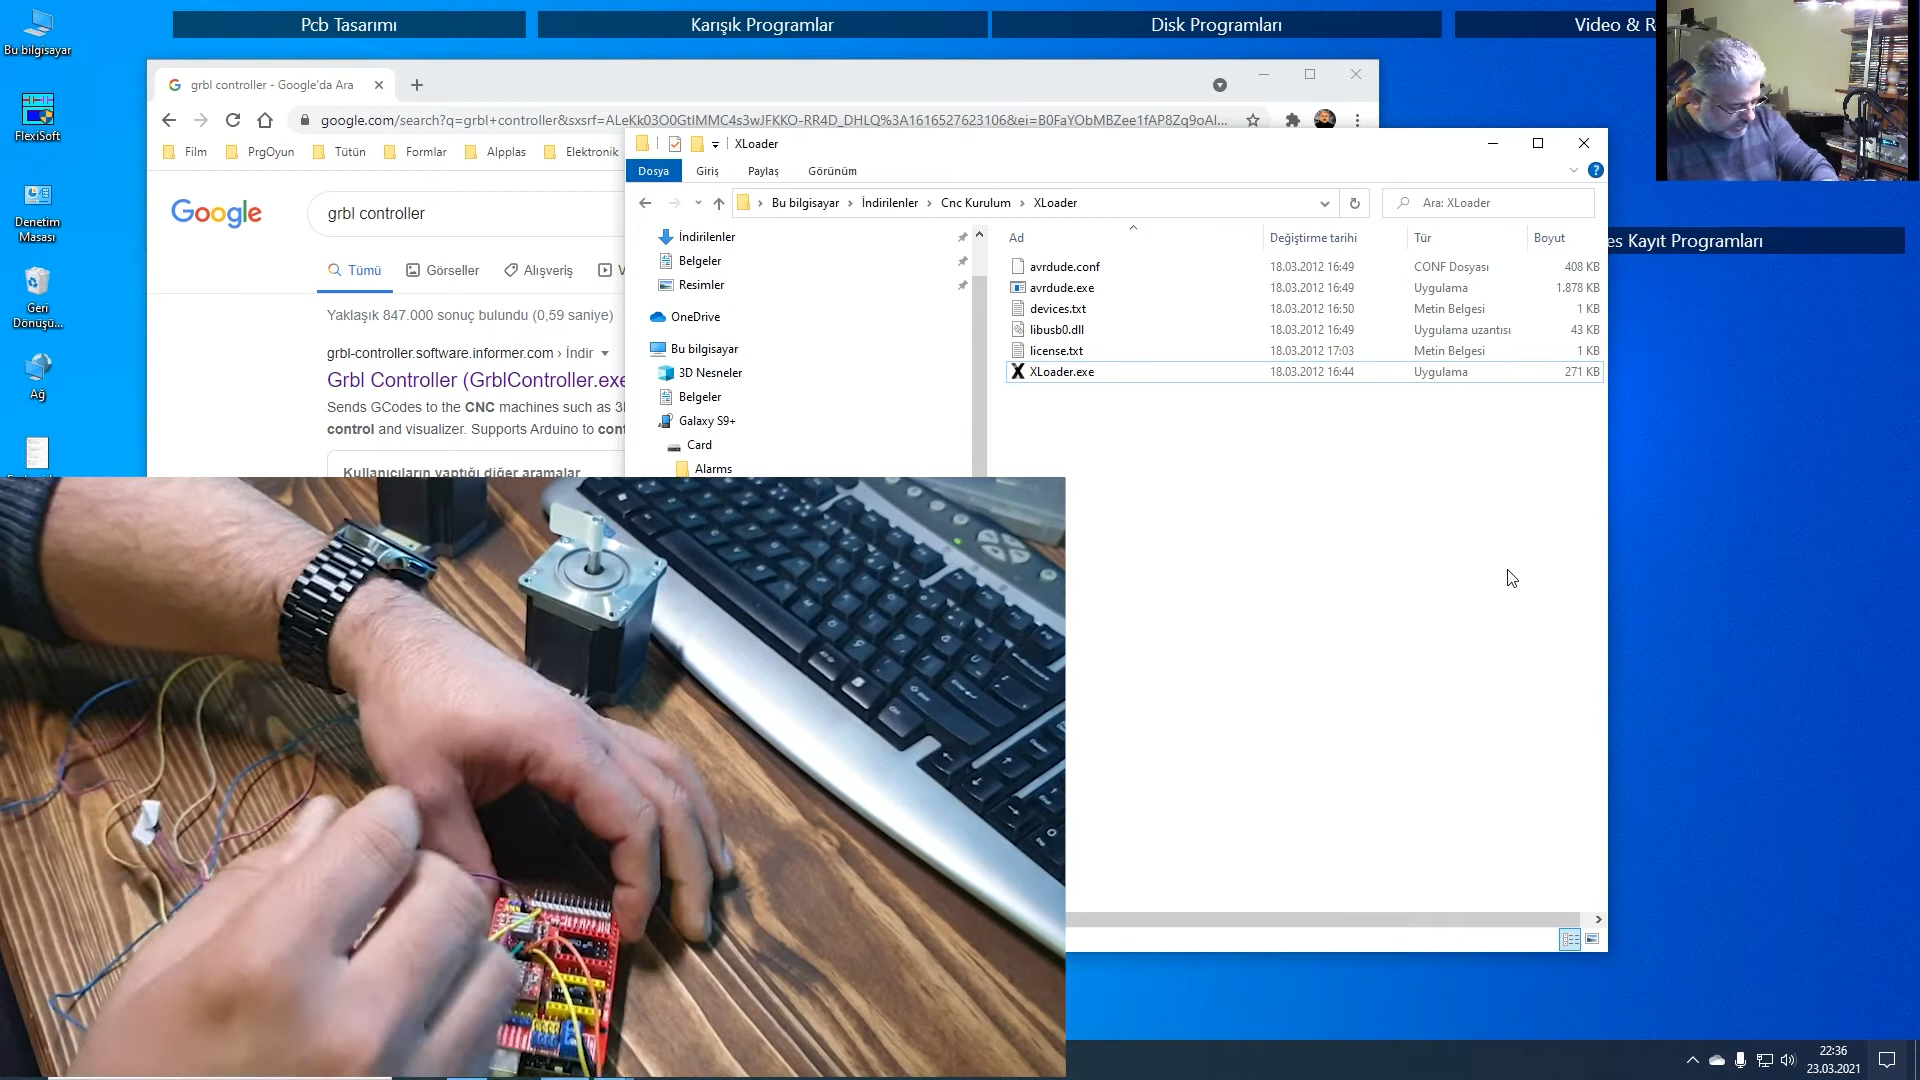 Pcb Tasarımı
Karışık Programlar
Disk Programları
Video & R
Bu bilgisayar
FlexiSoft
Denetim
Masası
Geri
Dönüşü...
Ağ
grbl controller - Google'da Ara
google.com/search?q=grbl+controller&sxsrf=ALeKk03O0GtIMMC4s3wJFKKO-RR4D_DHLQ%3A1616527623106&ei=B0FaYObMBZee1fAP8Zq9oAI...
Film
PrgOyun
Tütün
Formlar
Alpplas
Elektronik
Google
grbl controller
Tümü
Görseller
Alışveriş
V
Yaklaşık 847.000 sonuç bulundu (0,59 saniye)
grbl-controller.software.informer.com › İndir
Grbl Controller (GrblController.exe
Sends GCodes to the CNC machines such as 3
control and visualizer. Supports Arduino to cont
Kullanıcıların yaptığı diğer aramalar
XLoader
Dosya
Giriş
Paylaş
Görünüm
Bu bilgisayar › İndirilenler › Cnc Kurulum › XLoader
Ara: XLoader
İndirilenler
Belgeler
Resimler
OneDrive
Bu bilgisayar
3D Nesneler
Belgeler
Galaxy S9+
Card
Alarms
Ad Değiştirme tarihi Tür Boyut
avrdude.conf 18.03.2012 16:49 CONF Dosyası 408 KB
avrdude.exe 18.03.2012 16:49 Uygulama 1.878 KB
devices.txt 18.03.2012 16:50 Metin Belgesi 1 KB
libusb0.dll 18.03.2012 16:49 Uygulama uzantısı 43 KB
license.txt 18.03.2012 17:03 Metin Belgesi 1 KB
XLoader.exe 18.03.2012 16:44 Uygulama 271 KB
es Kayıt Programları
22:36
23.03.2021